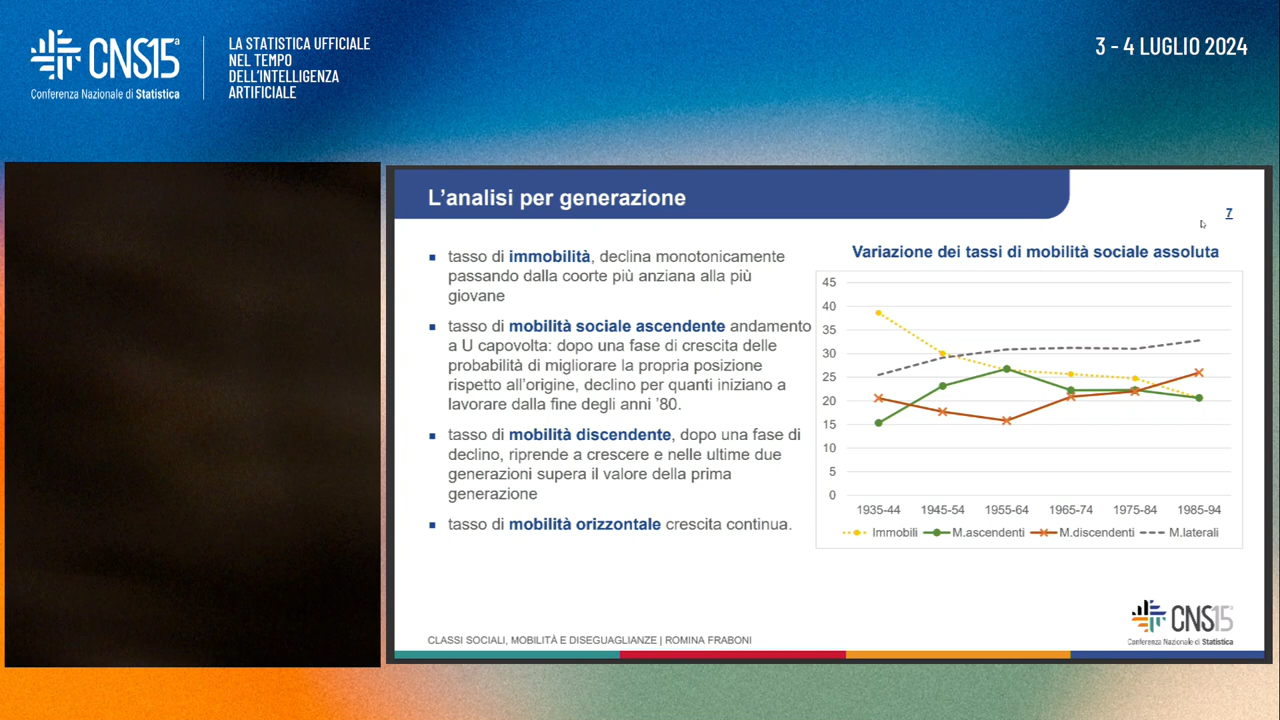 CNS15ª
Conferenza Nazionale di Statistica
LA STATISTICA UFFICIALE
NEL TEMPO
DELL'INTELLIGENZA
ARTIFICIALE
3 - 4 LUGLIO 2024
L'analisi per generazione
7
▪ tasso di immobilità, declina monotonicamente
passando dalla coorte più anziana alla più
giovane
▪ tasso di mobilità sociale ascendente andamento
a U capovolta: dopo una fase di crescita delle
probabilità di migliorare la propria posizione
rispetto all'origine, declino per quanti iniziano a
lavorare dalla fine degli anni '80.
▪ tasso di mobilità discendente, dopo una fase di
declino, riprende a crescere e nelle ultime due
generazioni supera il valore della prima
generazione
▪ tasso di mobilità orizzontale crescita continua.
Variazione dei tassi di mobilità sociale assoluta
45
40
35
30
25
20
15
10
5
0
1935-44 1945-54 1955-64 1965-74 1975-84 1985-94
Immobili M.ascendenti M.discendenti M.laterali
CLASSI SOCIALI, MOBILITÀ E DISEGUAGLIANZE | ROMINA FRABONI
CNS15
Conferenza Nazionale di Statistica